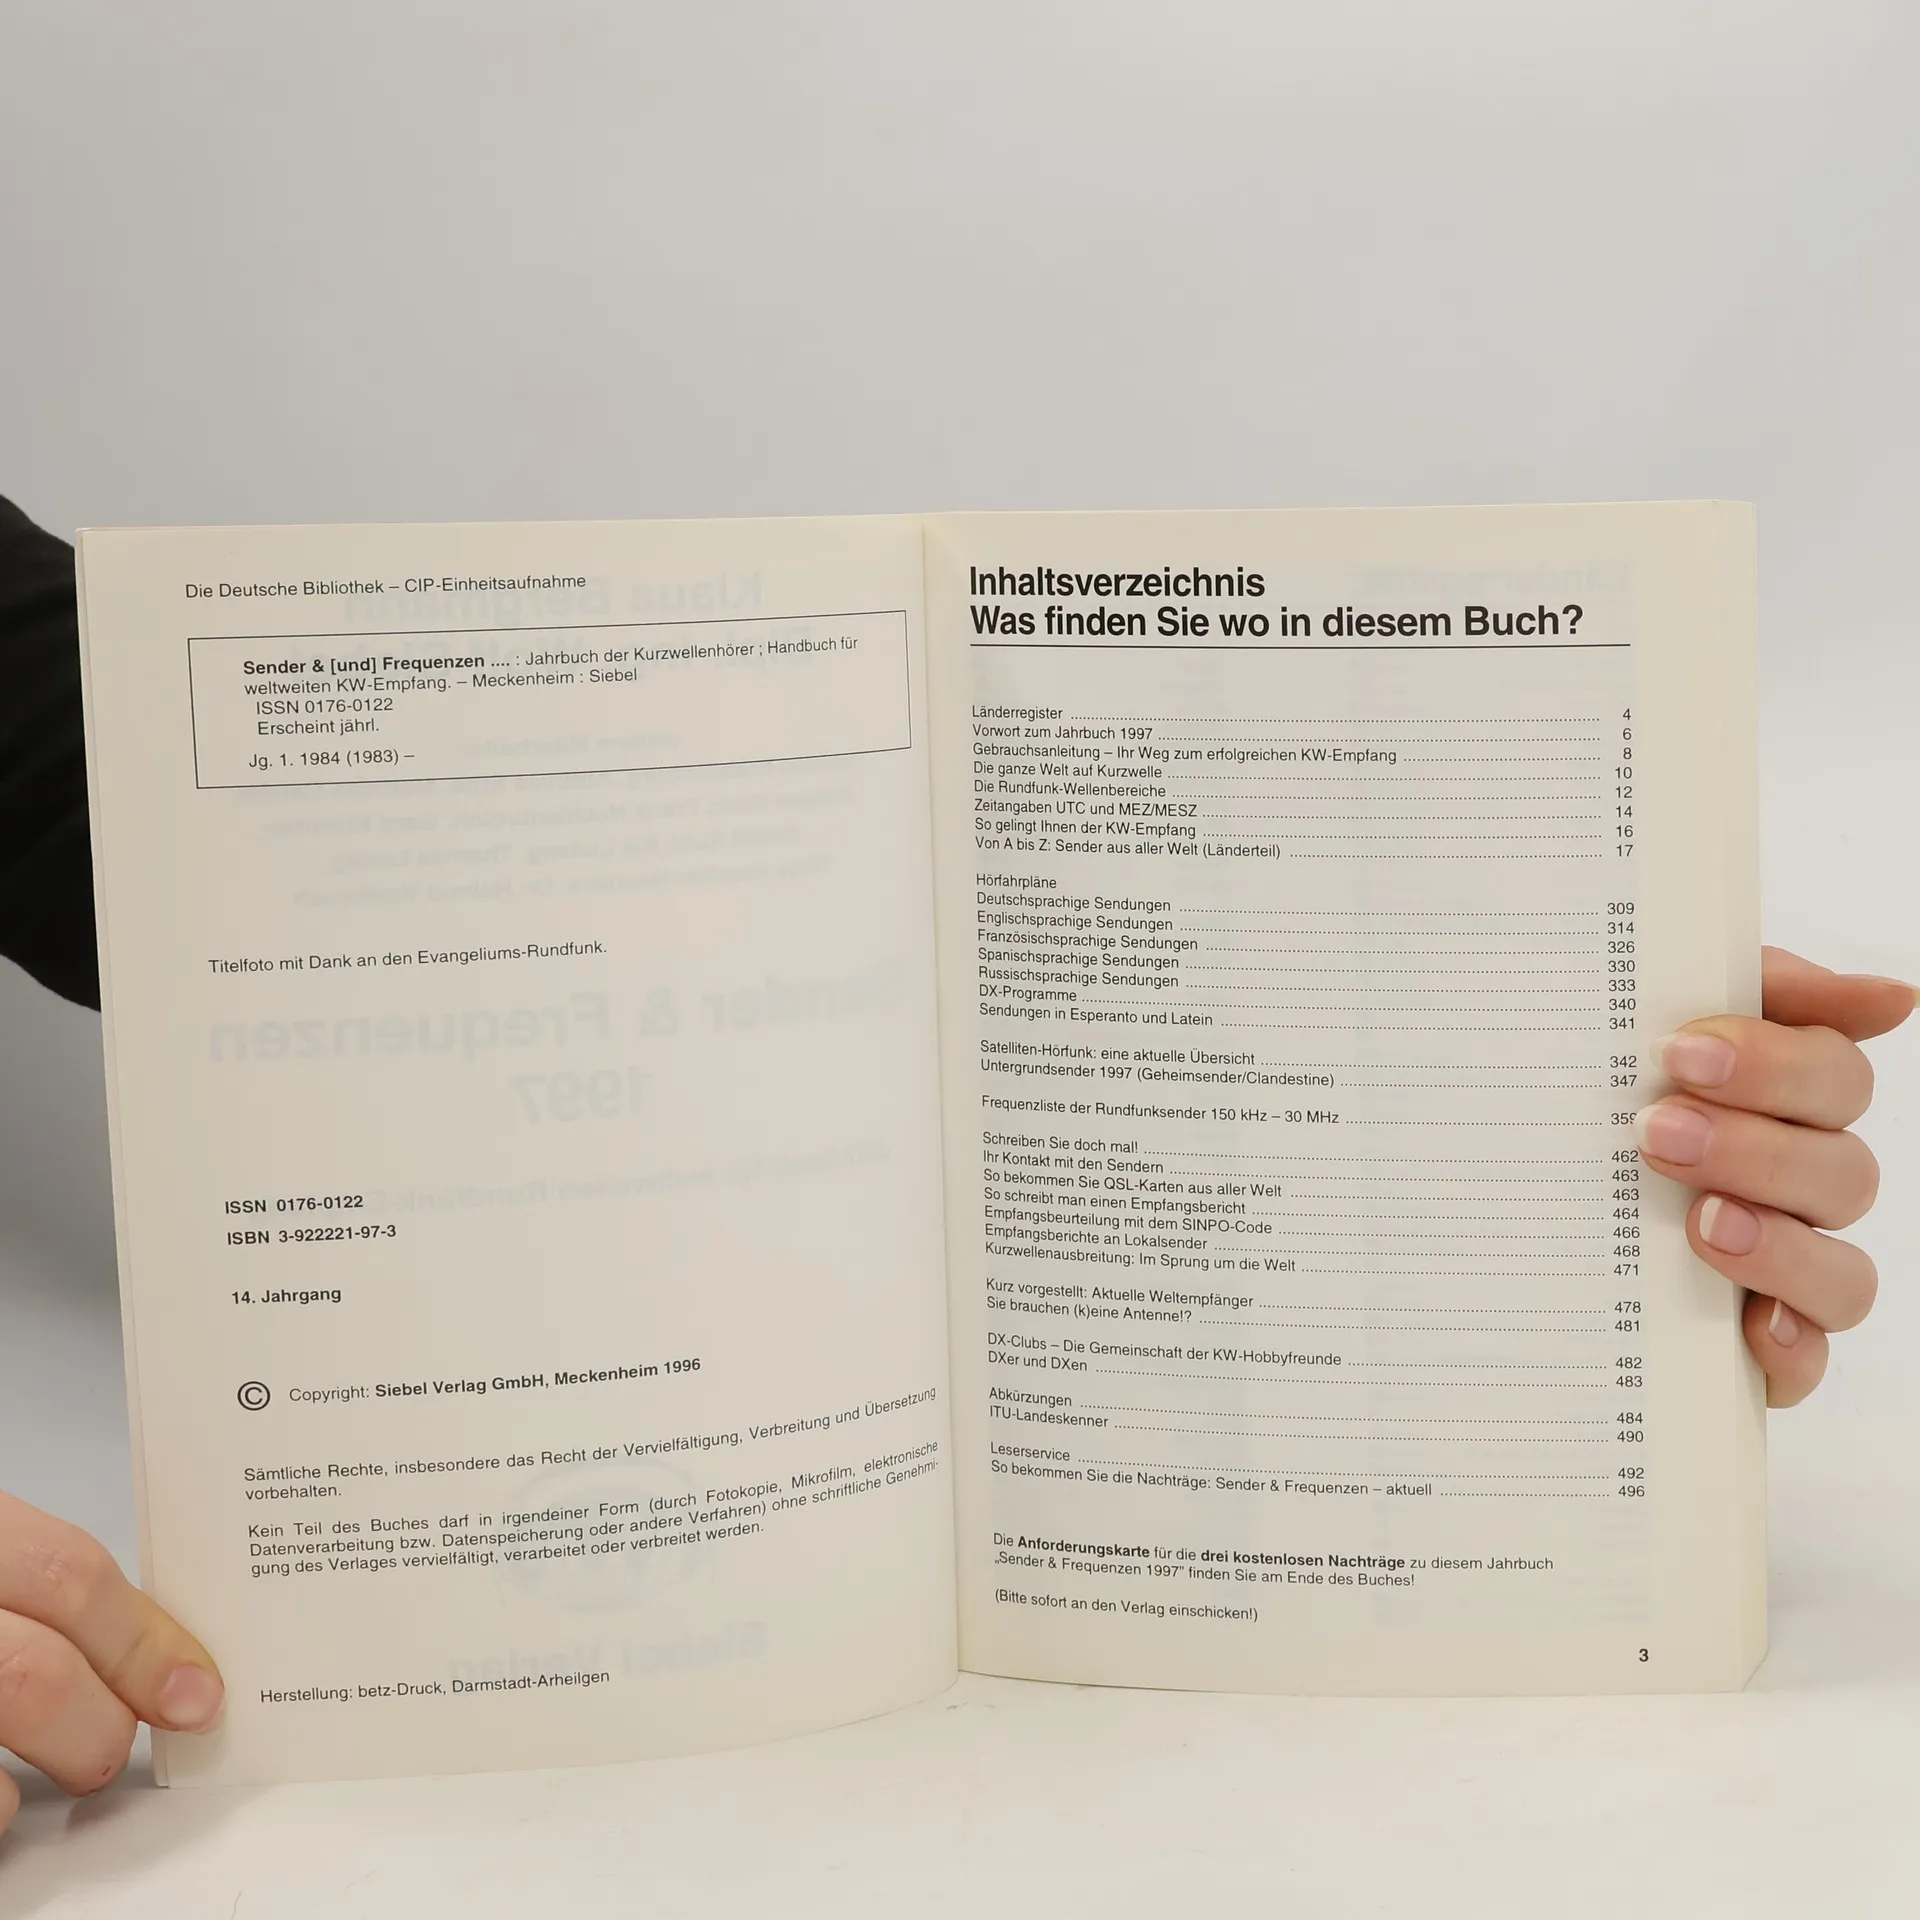 Die Deutsche Bibliothek – CIP-Einheitsaufnahme
Sender & [und] Frequenzen .... : Jahrbuch der Kurzwellenhörer ; Handbuch für
weltweiten KW-Empfang. – Meckenheim : Siebel
ISSN 0176-0122
Erscheint jährl.
Jg. 1. 1984 (1983) –
Titelfoto mit Dank an den Evangeliums-Rundfunk.
ISSN 0176-0122
ISBN 3-922221-97-3
14. Jahrgang
© Copyright: Siebel Verlag GmbH, Meckenheim 1996
Sämtliche Rechte, insbesondere das Recht der Vervielfältigung, Verbreitung und Übersetzung
vorbehalten.
Kein Teil des Buches darf in irgendeiner Form (durch Fotokopie, Mikrofilm, elektronische
Datenverarbeitung bzw. Datenspeicherung oder andere Verfahren) ohne schriftliche Genehmi-
gung des Verlages vervielfältigt, verarbeitet oder verbreitet werden.
Herstellung: betz-Druck, Darmstadt-Arheilgen
Inhaltsverzeichnis
Was finden Sie wo in diesem Buch?
Länderregister 4
Vorwort zum Jahrbuch 1997 6
Gebrauchsanleitung – Ihr Weg zum erfolgreichen KW-Empfang 8
Die ganze Welt auf Kurzwelle 10
Die Rundfunk-Wellenbereiche 12
Zeitangaben UTC und MEZ/MESZ 14
So gelingt Ihnen der KW-Empfang 16
Von A bis Z: Sender aus aller Welt (Länderteil) 17
Hörfahrpläne
Deutschsprachige Sendungen 309
Englischsprachige Sendungen 314
Französischsprachige Sendungen 326
Spanischsprachige Sendungen 330
Russischsprachige Sendungen 333
DX-Programme 340
Sendungen in Esperanto und Latein 341
Satelliten-Hörfunk: eine aktuelle Übersicht 342
Untergrundsender 1997 (Geheimsender/Clandestine) 347
Frequenzliste der Rundfunksender 150 kHz – 30 MHz 359
Schreiben Sie doch mal! 462
Ihr Kontakt mit den Sendern 463
So bekommen Sie QSL-Karten aus aller Welt 463
So schreibt man einen Empfangsbericht 464
Empfangsbeurteilung mit dem SINPO-Code 466
Empfangsberichte an Lokalsender 468
Kurzwellenausbreitung: Im Sprung um die Welt 471
Kurz vorgestellt: Aktuelle Weltempfänger 478
Sie brauchen (k)eine Antenne!? 481
DX-Clubs – Die Gemeinschaft der KW-Hobbyfreunde 482
DXer und DXen 483
Abkürzungen 484
ITU-Landeskenner 490
Leserservice 492
So bekommen Sie die Nachträge: Sender & Frequenzen – aktuell 496
Die Anforderungskarte für die drei kostenlosen Nachträge zu diesem Jahrbuch
„Sender & Frequenzen 1997" finden Sie am Ende des Buches!
(Bitte sofort an den Verlag einschicken!)
3